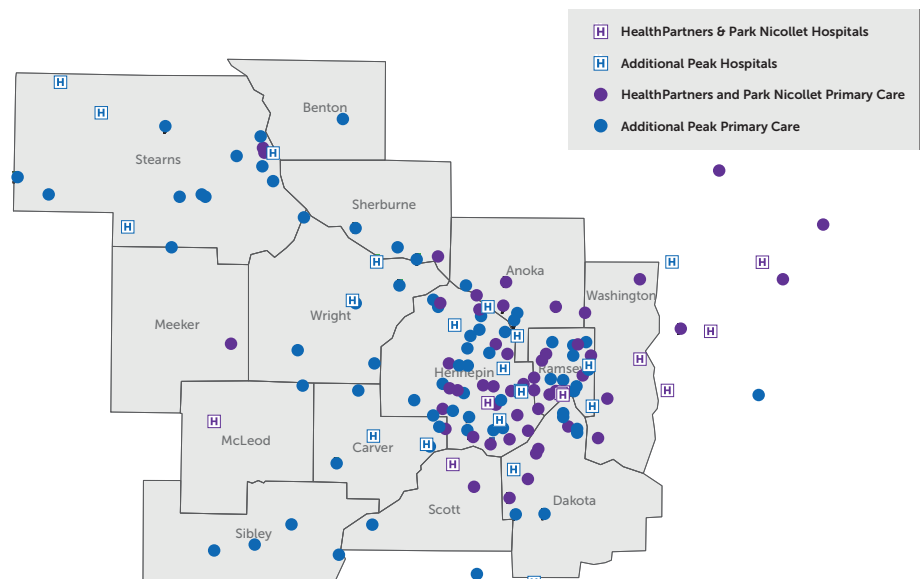 H HealthPartners & Park Nicollet Hospitals
H Additional Peak Hospitals
HealthPartners and Park Nicollet Primary Care
Additional Peak Primary Care
Benton
Stearns
Sherburne
Anoka
Washington
Wright
Meeker
Hennepin
Ramsey
McLeod
Carver
Scott
Dakota
Sibley